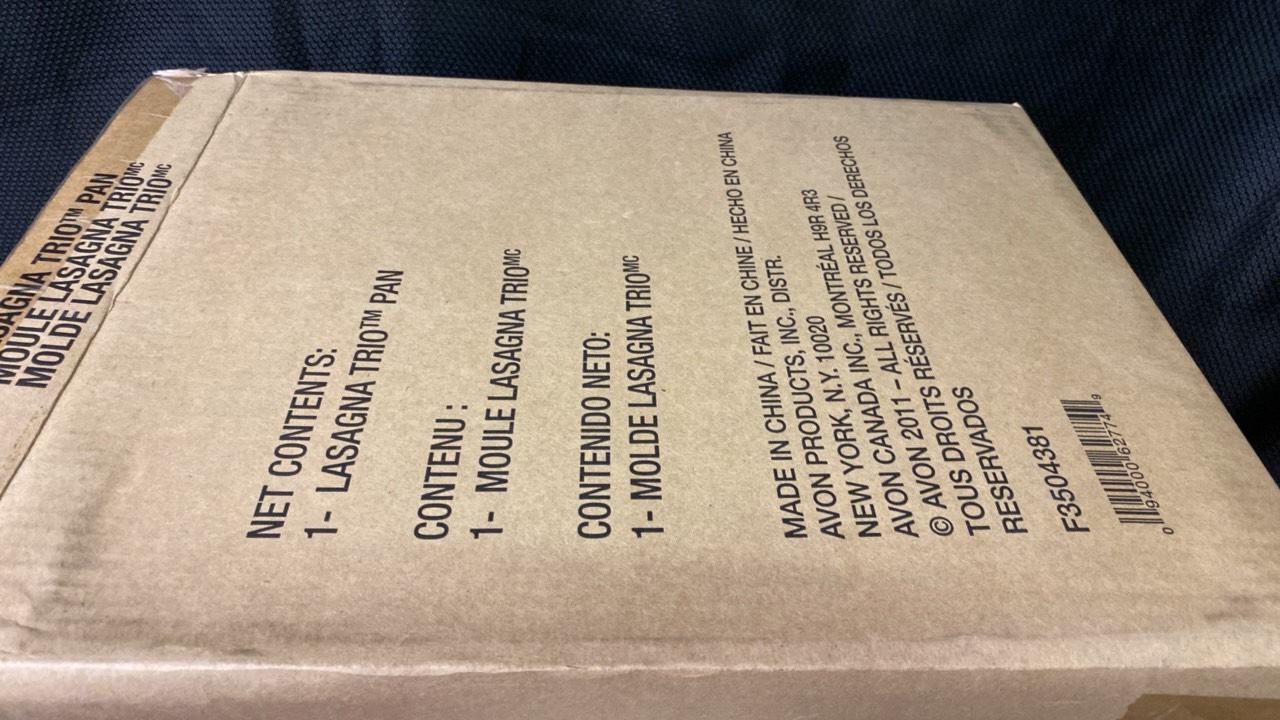 LASAGNA TRIO™ PAN
MOULE LASAGNA TRIOᴹᶜ
MOLDE LASAGNA TRIOᴹᶜ
NET CONTENTS:
1- LASAGNA TRIO™ PAN
CONTENU :
1- MOULE LASAGNA TRIOᴹᶜ
CONTENIDO NETO:
1- MOLDE LASAGNA TRIOᴹᶜ
MADE IN CHINA / FAIT EN CHINE / HECHO EN CHINA
AVON PRODUCTS, INC., DISTR.
NEW YORK, N.Y. 10020
AVON CANADA INC., MONTRÉAL H9R 4R3
© AVON 2011 – ALL RIGHTS RESERVED /
TOUS DROITS RÉSERVÉS / TODOS LOS DERECHOS
RESERVADOS
F3504381
0 94000 62774 9